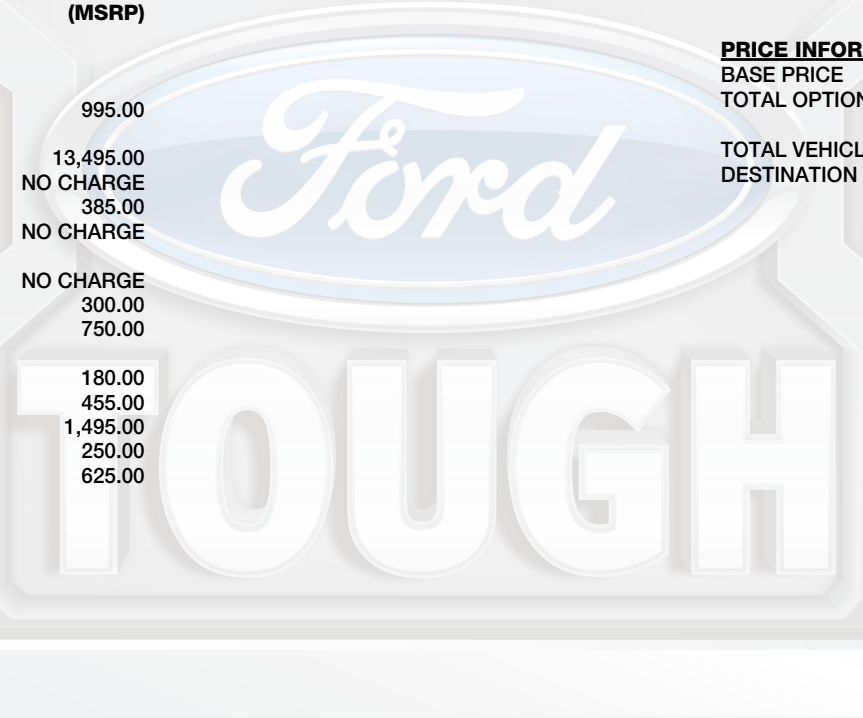 (MSRP)
995.00
13,495.00
NO CHARGE
385.00
NO CHARGE
NO CHARGE
300.00
750.00
180.00
455.00
1,495.00
250.00
625.00
PRICE INFOR
BASE PRICE
TOTAL OPTION
TOTAL VEHICL
DESTINATION
Ford
TOUGH